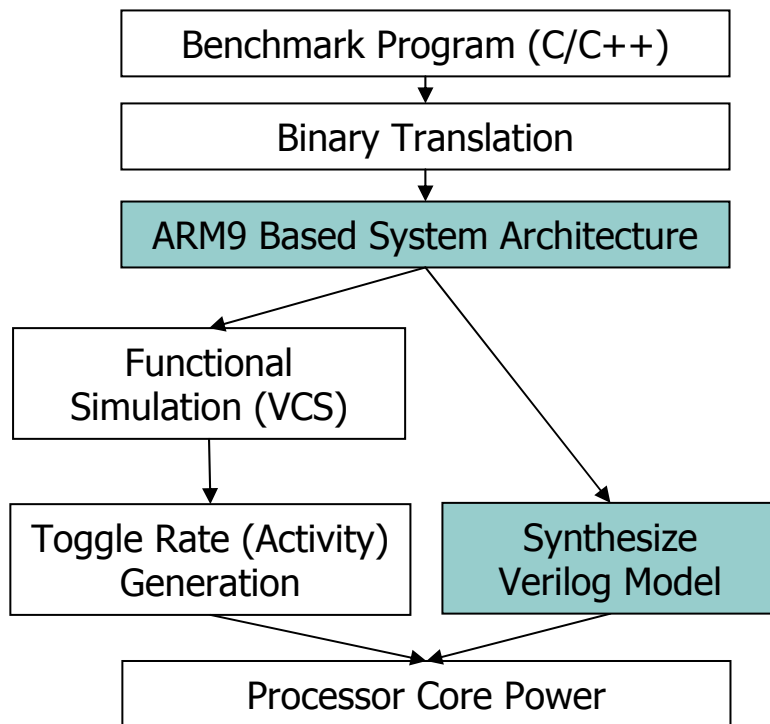 Benchmark Program (C/C++)
Binary Translation
ARM9 Based System Architecture
Functional
Simulation (VCS)
Toggle Rate (Activity)
Generation
Synthesize
Verilog Model
Processor Core Power